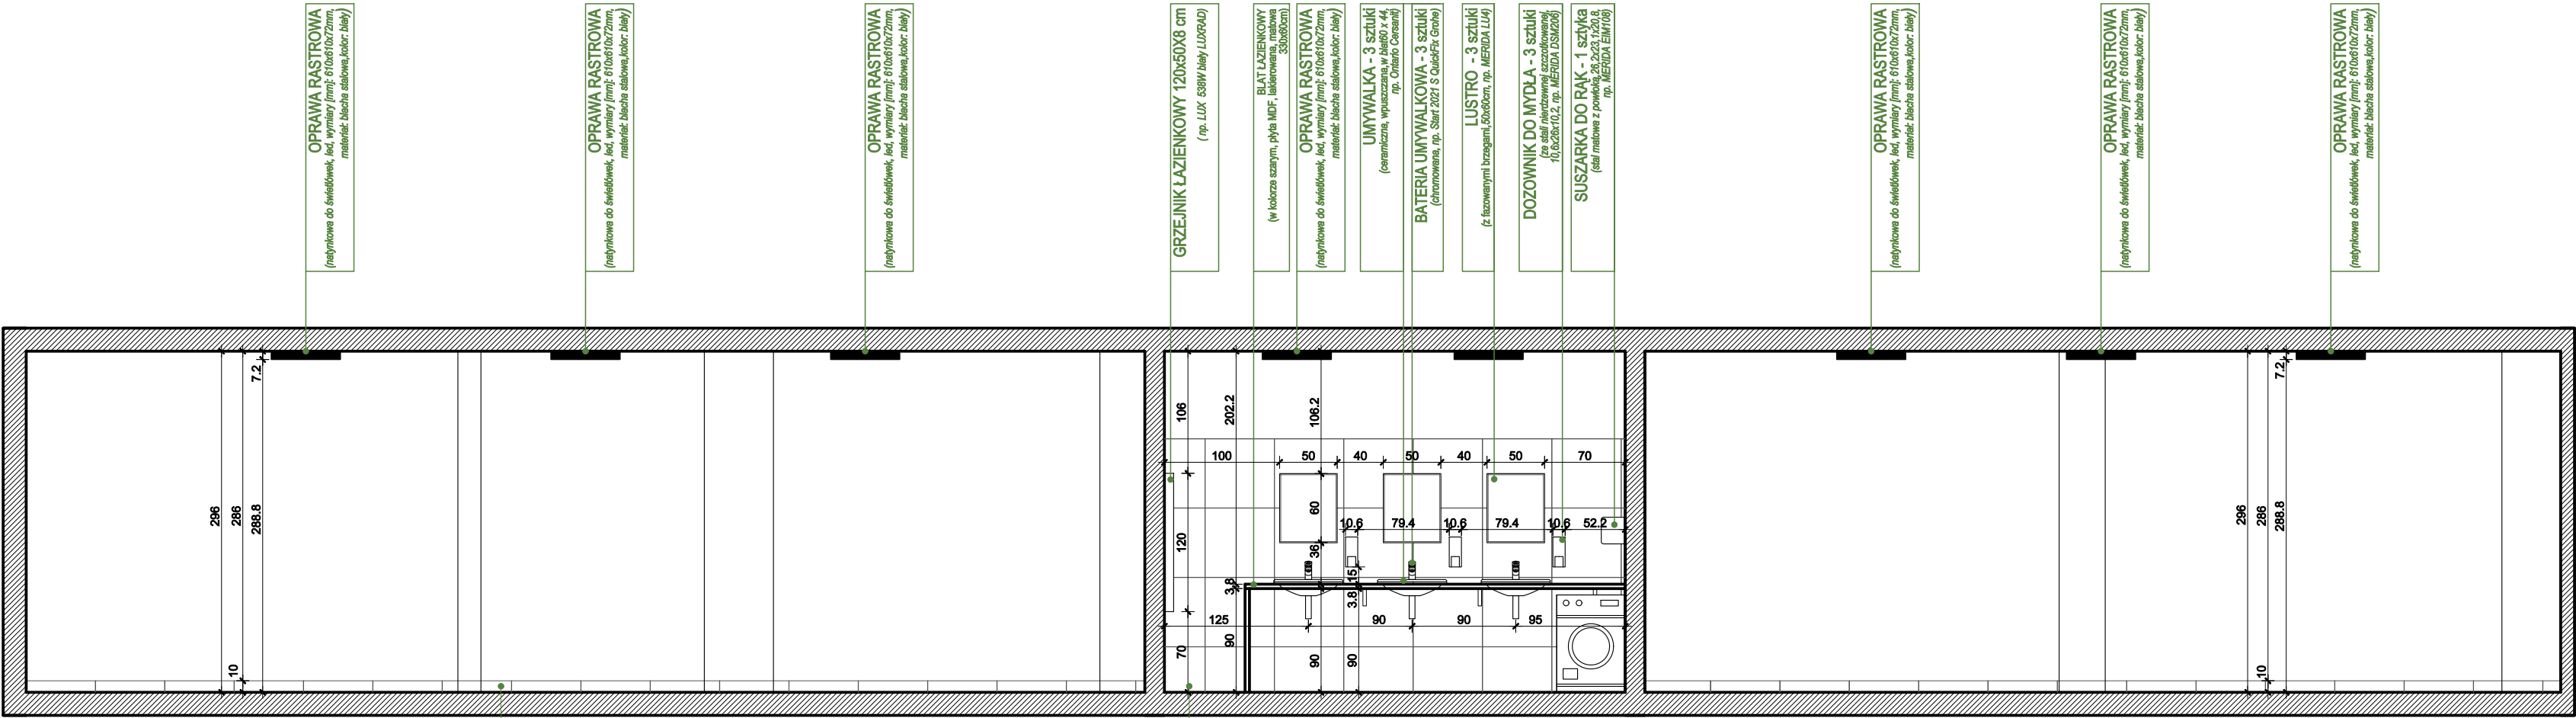 OPRAWA RASTROWA
(natynkowa do świetlówek, led, wymiary [mm]: 610x610x72mm,
materiał: blacha stalowa,kolor: biały)
OPRAWA RASTROWA
(natynkowa do świetlówek, led, wymiary [mm]: 610x610x72mm,
materiał: blacha stalowa,kolor: biały)
OPRAWA RASTROWA
(natynkowa do świetlówek, led, wymiary [mm]: 610x610x72mm,
materiał: blacha stalowa,kolor: biały)
GRZEJNIK ŁAZIENKOWY 120x50X8 cm
( np. LUX 538W biały LUXRAD)
BLAT ŁAZIENKOWY
(w kolorze szarym, płyta MDF, lakierowana, matowa
330x60cm)
OPRAWA RASTROWA
(natynkowa do świetlówek, led, wymiary [mm]: 610x610x72mm,
materiał: blacha stalowa,kolor: biały)
UMYWALKA - 3 sztuki
(ceramiczna, wpuszczana,w blat60 x 44,
np. Ontario Cersanit)
BATERIA UMYWALKOWA - 3 sztuki
(chromowana, np. Start 2021 S QuickFix Grohe)
LUSTRO - 3 sztuki
(z fazowanymi brzegami,50x60cm, np. MERIDA LU4)
DOZOWNIK DO MYDŁA - 3 sztuki
(ze stali nierdzewnej szczotkowanej,
10,6x26x10,2, np. MERIDA DSM206)
SUSZARKA DO RĄK - 1 sztyka
(stal matowa z powłoką,26,2x23,1x20,8,
np. MERIDA EIM108)
OPRAWA RASTROWA
(natynkowa do świetlówek, led, wymiary [mm]: 610x610x72mm,
materiał: blacha stalowa,kolor: biały)
OPRAWA RASTROWA
(natynkowa do świetlówek, led, wymiary [mm]: 610x610x72mm,
materiał: blacha stalowa,kolor: biały)
OPRAWA RASTROWA
(natynkowa do świetlówek, led, wymiary [mm]: 610x610x72mm,
materiał: blacha stalowa,kolor: biały)
296
286
288.8
7.2
10
106
202.2
106.2
100
50
40
50
40
50
70
60
10.6
79.4
10.6
79.4
10.6
52.2
120
36
15
3.8
3.8
125
90
90
95
70
90
90
90
296
286
288.8
7.2
10